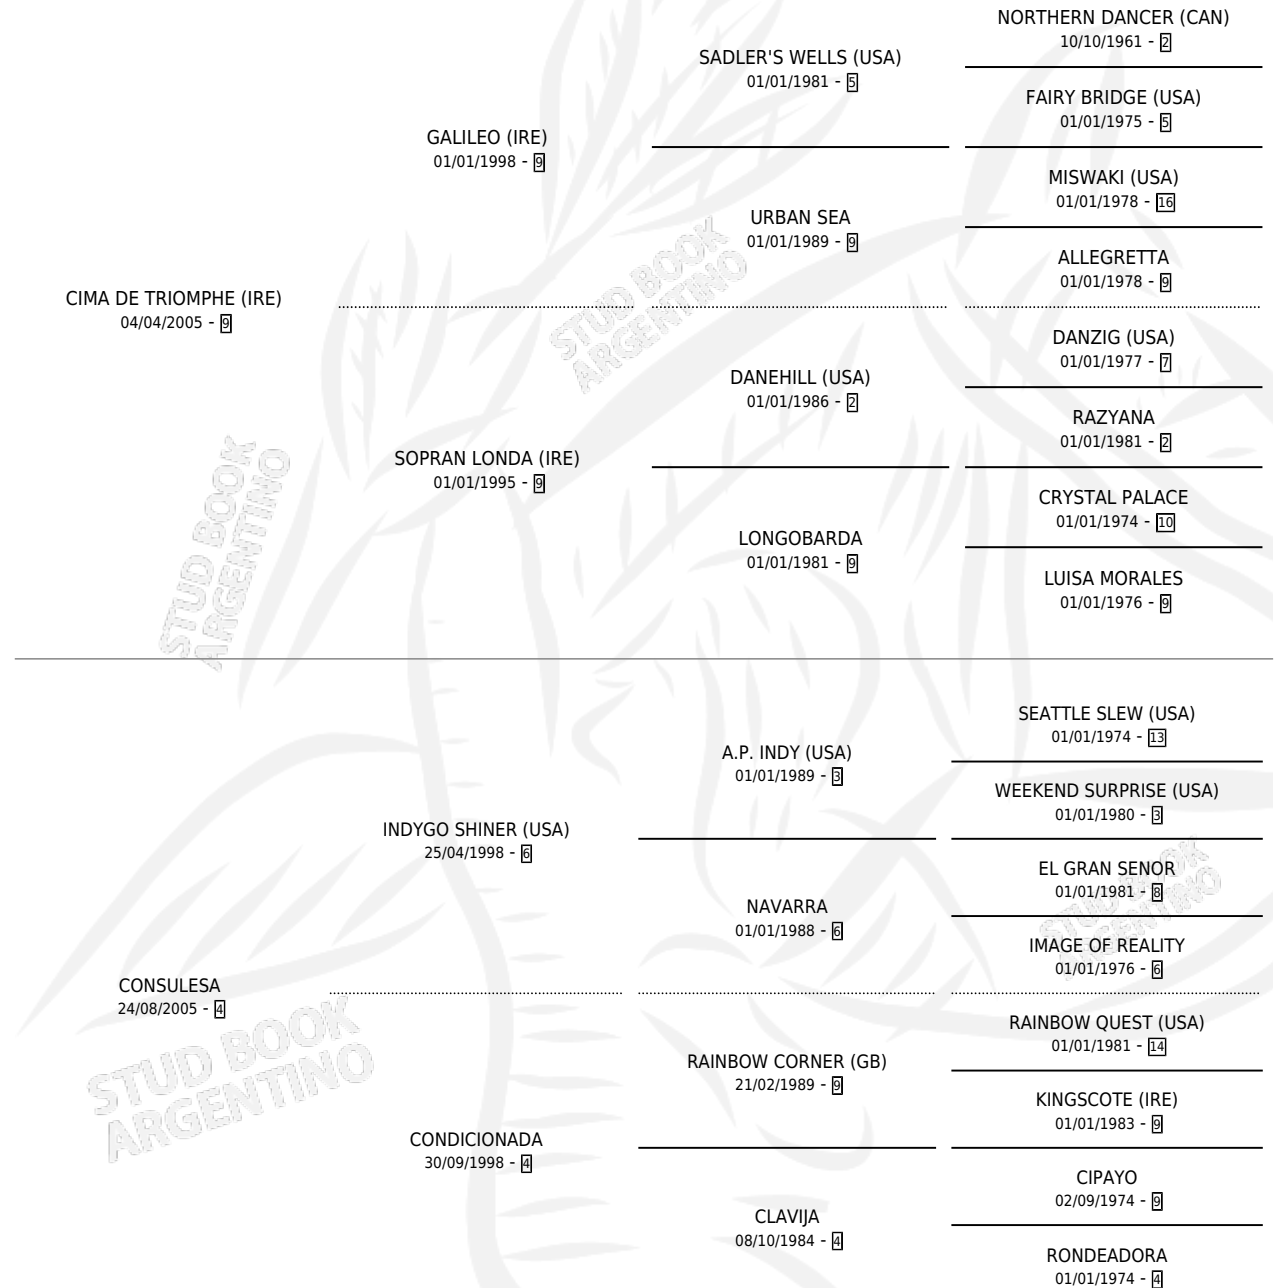 NORTHERN DANCER (CAN)
10/10/1961 - 2
SADLER'S WELLS (USA)
01/01/1981 - 5
FAIRY BRIDGE (USA)
01/01/1975 - 5
GALILEO (IRE)
01/01/1998 - 9
MISWAKI (USA)
01/01/1978 - 16
URBAN SEA
01/01/1989 - 9
ALLEGRETTA
01/01/1978 - 9
CIMA DE TRIOMPHE (IRE)
04/04/2005 - 9
DANZIG (USA)
01/01/1977 - 7
DANEHILL (USA)
01/01/1986 - 2
RAZYANA
01/01/1981 - 2
SOPRAN LONDA (IRE)
01/01/1995 - 9
CRYSTAL PALACE
01/01/1974 - 10
LONGOBARDA
01/01/1981 - 9
LUISA MORALES
01/01/1976 - 9
SEATTLE SLEW (USA)
01/01/1974 - 13
A.P. INDY (USA)
01/01/1989 - 3
WEEKEND SURPRISE (USA)
01/01/1980 - 3
INDYGO SHINER (USA)
25/04/1998 - 6
EL GRAN SENOR
01/01/1981 - 8
NAVARRA
01/01/1988 - 6
IMAGE OF REALITY
01/01/1976 - 6
CONSULESA
24/08/2005 - 4
RAINBOW QUEST (USA)
01/01/1981 - 14
RAINBOW CORNER (GB)
21/02/1989 - 9
KINGSCOTE (IRE)
01/01/1983 - 9
CONDICIONADA
30/09/1998 - 4
CIPAYO
02/09/1974 - 9
CLAVIJA
08/10/1984 - 4
RONDEADORA
01/01/1974 - 4
STUD BOOK
ARGENTINO
STUD BOOK
ARGENTINO
STUD BOOK
ARGENTINO
STUD BOOK
ARGENTINO